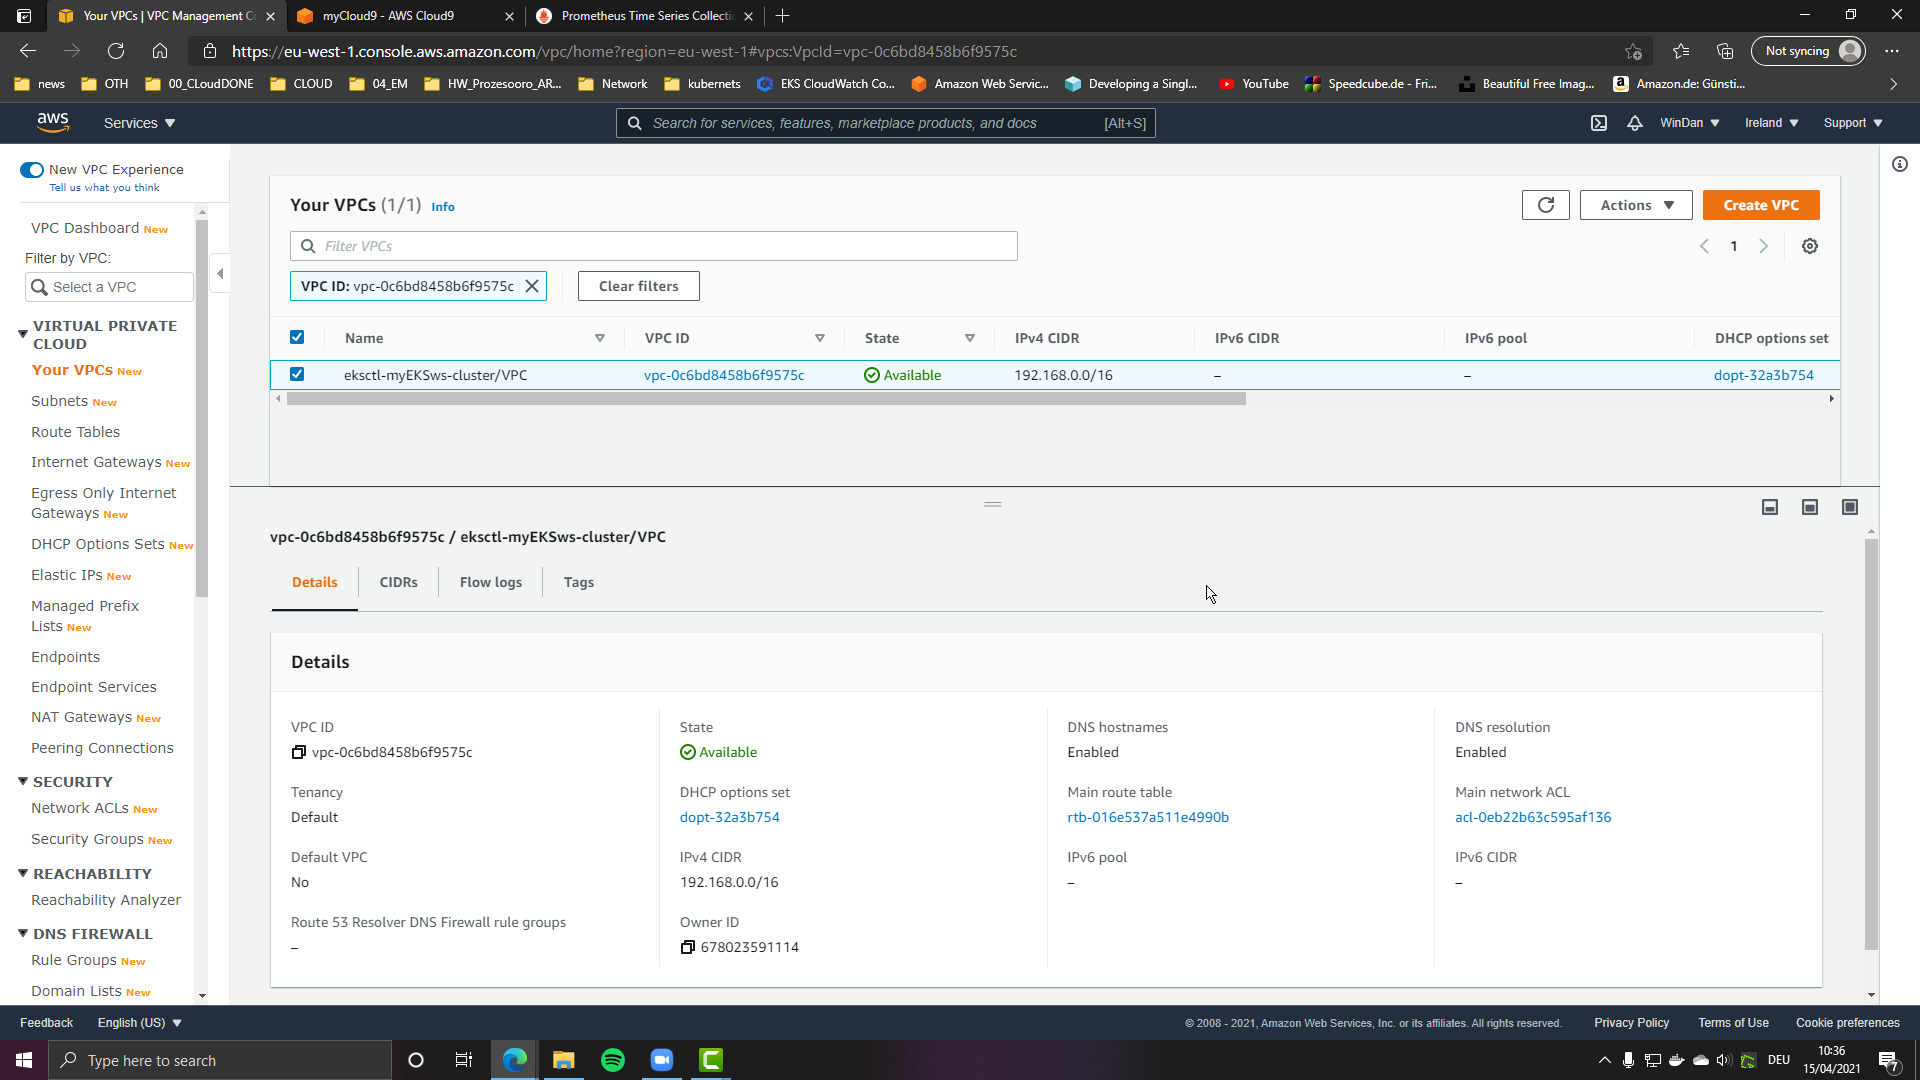 Your VPCs | VPC Management Co
myCloud9 - AWS Cloud9
Prometheus Time Series Collectio
https://eu-west-1.console.aws.amazon.com/vpc/home?region=eu-west-1#vpcs:VpcId=vpc-0c6bd8458b6f9575c
Not syncing
news
OTH
00_CLoudDONE
CLOUD
04_EM
HW_Prozesooro_AR...
Network
kubernets
EKS CloudWatch Co...
Amazon Web Servic...
Developing a Singl...
YouTube
Speedcube.de - Fri...
Beautiful Free Imag...
Amazon.de: Günsti...
aws
Services
Search for services, features, marketplace products, and docs [Alt+S]
WinDan
Ireland
Support
New VPC Experience
Tell us what you think
VPC Dashboard New
Filter by VPC:
Select a VPC
VIRTUAL PRIVATE
CLOUD
Your VPCs New
Subnets New
Route Tables
Internet Gateways New
Egress Only Internet
Gateways New
DHCP Options Sets New
Elastic IPs New
Managed Prefix
Lists New
Endpoints
Endpoint Services
NAT Gateways New
Peering Connections
SECURITY
Network ACLs New
Security Groups New
REACHABILITY
Reachability Analyzer
DNS FIREWALL
Rule Groups New
Domain Lists New
Your VPCs (1/1) Info
Actions
Create VPC
Filter VPCs
1
VPC ID: vpc-0c6bd8458b6f9575c
Clear filters
Name VPC ID State IPv4 CIDR IPv6 CIDR IPv6 pool DHCP options set
eksctl-myEKSws-cluster/VPC vpc-0c6bd8458b6f9575c Available 192.168.0.0/16 – – dopt-32a3b754
vpc-0c6bd8458b6f9575c / eksctl-myEKSws-cluster/VPC
Details CIDRs Flow logs Tags
Details
VPC ID
vpc-0c6bd8458b6f9575c
State
Available
DNS hostnames
Enabled
DNS resolution
Enabled
Tenancy
Default
DHCP options set
dopt-32a3b754
Main route table
rtb-016e537a511e4990b
Main network ACL
acl-0eb22b63c595af136
Default VPC
No
IPv4 CIDR
192.168.0.0/16
IPv6 pool
–
IPv6 CIDR
–
Route 53 Resolver DNS Firewall rule groups
–
Owner ID
678023591114
Feedback
English (US)
© 2008 - 2021, Amazon Web Services, Inc. or its affiliates. All rights reserved.
Privacy Policy
Terms of Use
Cookie preferences
Type here to search
DEU
10:36
15/04/2021
7